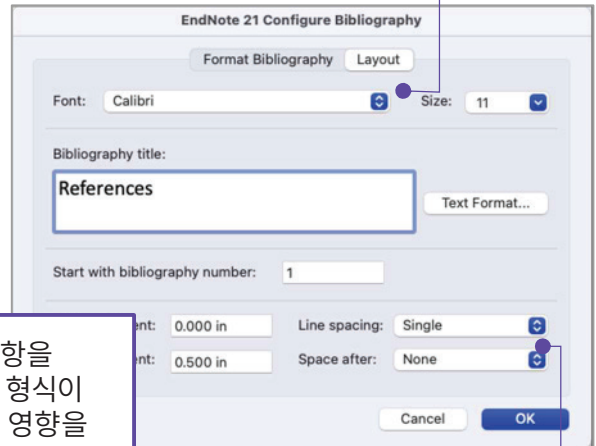 EndNote 21 Configure Bibliography
Format Bibliography Layout
Font: Calibri Size: 11
Bibliography title:
References
Text Format...
Start with bibliography number: 1
ent: 0.000 in Line spacing: Single
ent: 0.500 in Space after: None
항을
형식이
영향을
Cancel OK